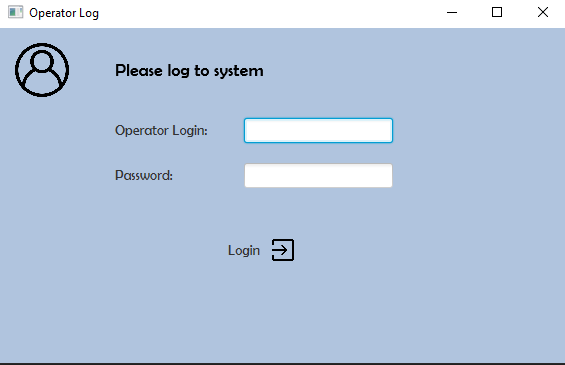 Operator Log
Please log to system
Operator Login:
Password:
Login